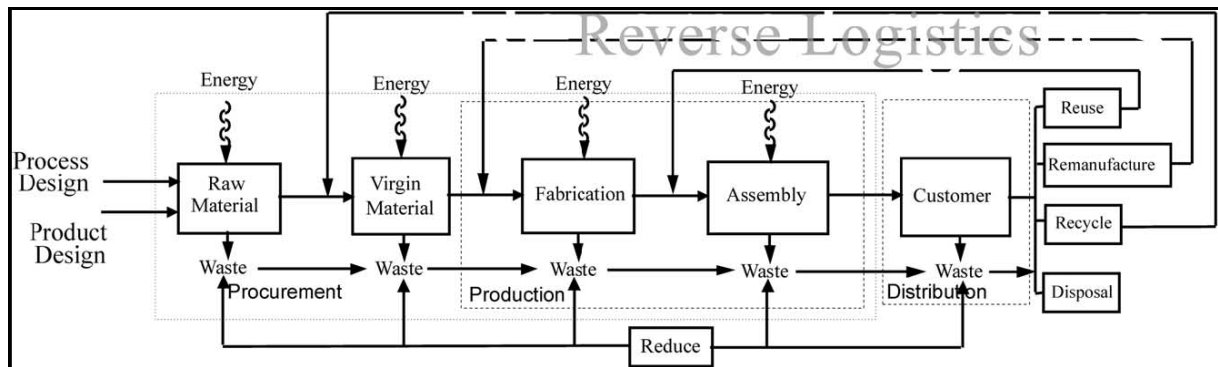 Reverse Logistics
Energy
Energy
Energy
Energy
Reuse
Process
Design
Raw
Material
Virgin
Material
Fabrication
Assembly
Customer
Remanufacture
Product
Design
Recycle
Waste
Waste
Waste
Waste
Waste
Procurement
Production
Distribution
Disposal
Reduce